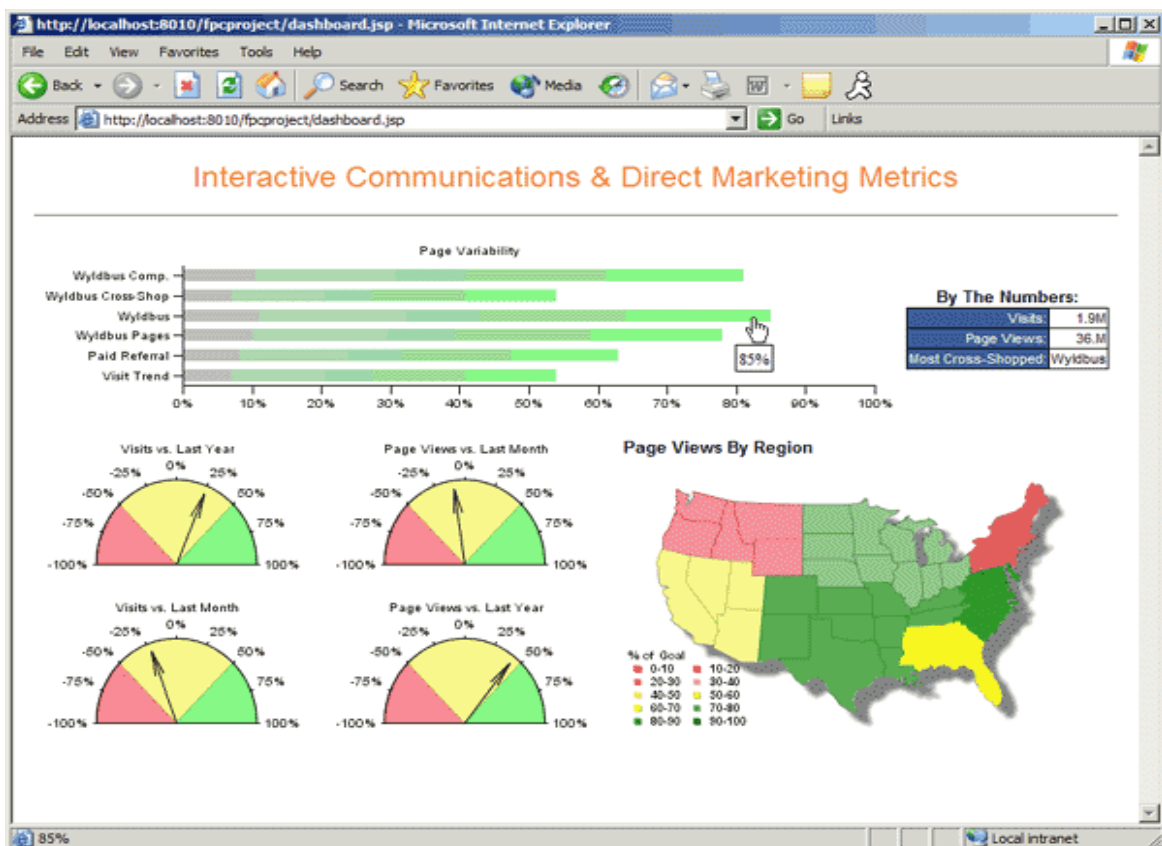 http://localhost:8010/fpcproject/dashboard.jsp - Microsoft Internet Explorer
File Edit View Favorites Tools Help
Back Search Favorites Media
Address http://localhost:8010/fpcproject/dashboard.jsp Go Links
Interactive Communications & Direct Marketing Metrics
Page Variability
Wyldbus Comp.
Wyldbus Cross-Shop
Wyldbus
Wyldbus Pages
Paid Referral
Visit Trend
85%
0% 10% 20% 30% 40% 50% 60% 70% 80% 90% 100%
By The Numbers:
Visits: 1.9M
Page Views: 36.M
Most Cross-Shopped: Wyldbus
Visits vs. Last Year
-100% -75% -50% -25% 0% 25% 50% 75% 100%
Page Views vs. Last Month
-100% -75% -50% -25% 0% 25% 50% 75% 100%
Visits vs. Last Month
-100% -75% -50% -25% 0% 25% 50% 75% 100%
Page Views vs. Last Year
-100% -75% -50% -25% 0% 25% 50% 75% 100%
Page Views By Region
% of Goal
0-10 10-20
20-30 30-40
40-50 50-60
60-70 70-80
80-90 90-100
85% Local intranet